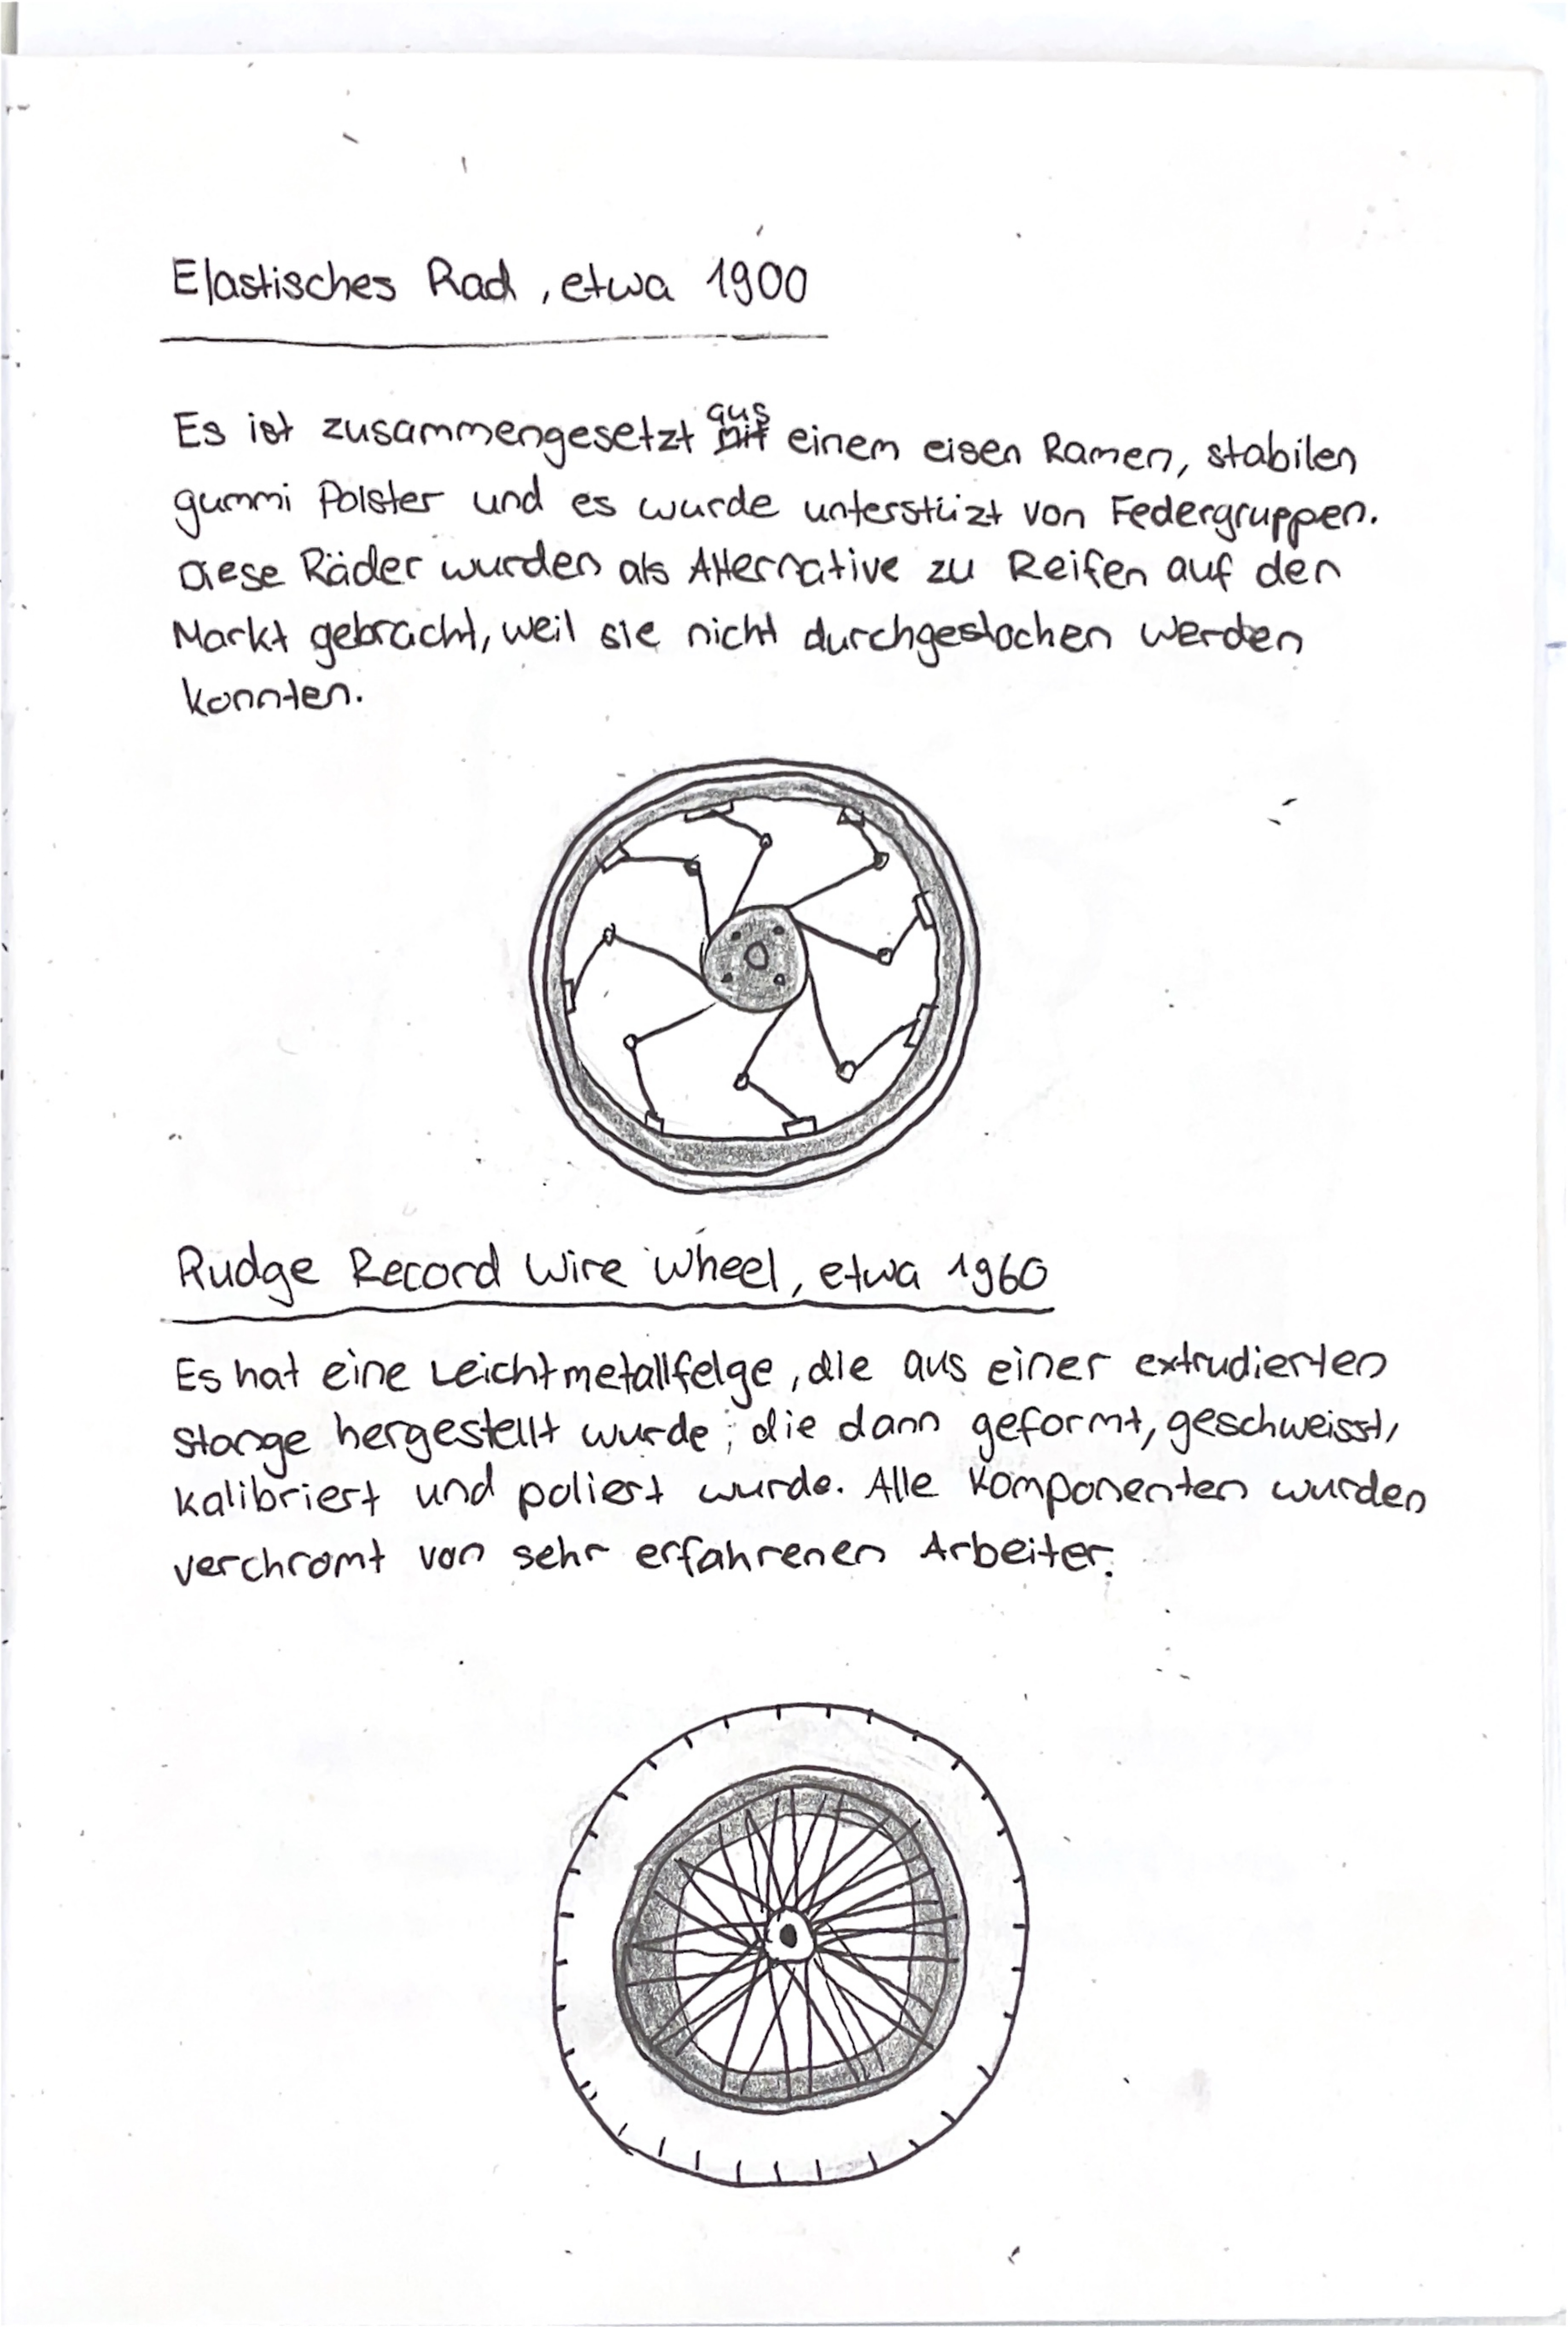 Elastisches Rad, etwa 1900
Es ist zusammengesetzt aus einem eisen Ramen, stabilen
gummi Polster und es wurde unterstüzt von Federgruppen.
Diese Räder wurden als Alternative zu Reifen auf den
Markt gebracht, weil sie nicht durchgestochen werden
konnten.
Rudge Record Wire Wheel, etwa 1960
Es hat eine Leichtmetallfelge, die aus einer extrudierten
Stange hergestellt wurde, die dann geformt, geschweisst,
kalibriert und poliert wurde. Alle Komponenten wurden
verchromt von sehr erfahrenen Arbeiter.